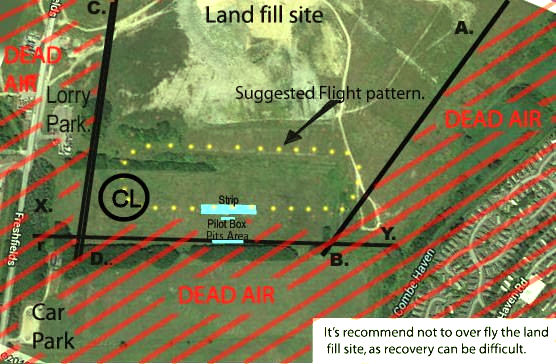 C.
Land fill site
A.
DEAD
AIR
Lorry
Park.
Suggested Flight pattern.
DEAD AIR
CL
Strip
X.
Pilot Box
Pits Area
Y.
Freshfields
D..
B.
DEAD AIR
Combe Haven
Haven Rd
Car
Park
It's recommend not to over fly the land
fill site, as recovery can be difficult.